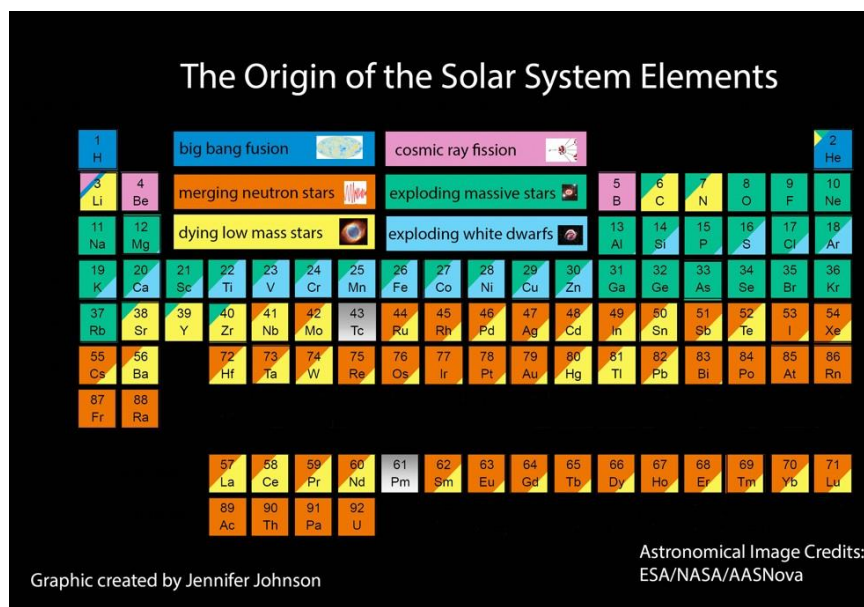 The Origin of the Solar System Elements
1 2
H He
big bang fusion cosmic ray fission
3 4 5 6 7 8 9 10
Li Be B C N O F Ne
merging neutron stars exploding massive stars
11 12 13 14 15 16 17 18
Na Mg Al Si P S Cl Ar
dying low mass stars exploding white dwarfs
19 20 21 22 23 24 25 26 27 28 29 30 31 32 33 34 35 36
K Ca Sc Ti V Cr Mn Fe Co Ni Cu Zn Ga Ge As Se Br Kr
37 38 39 40 41 42 43 44 45 46 47 48 49 50 51 52 53 54
Rb Sr Y Zr Nb Mo Tc Ru Rh Pd Ag Cd In Sn Sb Te I Xe
55 56 72 73 74 75 76 77 78 79 80 81 82 83 84 85 86
Cs Ba Hf Ta W Re Os Ir Pt Au Hg Tl Pb Bi Po At Rn
87 88
Fr Ra
57 58 59 60 61 62 63 64 65 66 67 68 69 70 71
La Ce Pr Nd Pm Sm Eu Gd Tb Dy Ho Er Tm Yb Lu
89 90 91 92
Ac Th Pa U
Graphic created by Jennifer Johnson
Astronomical Image Credits:
ESA/NASA/AASNova